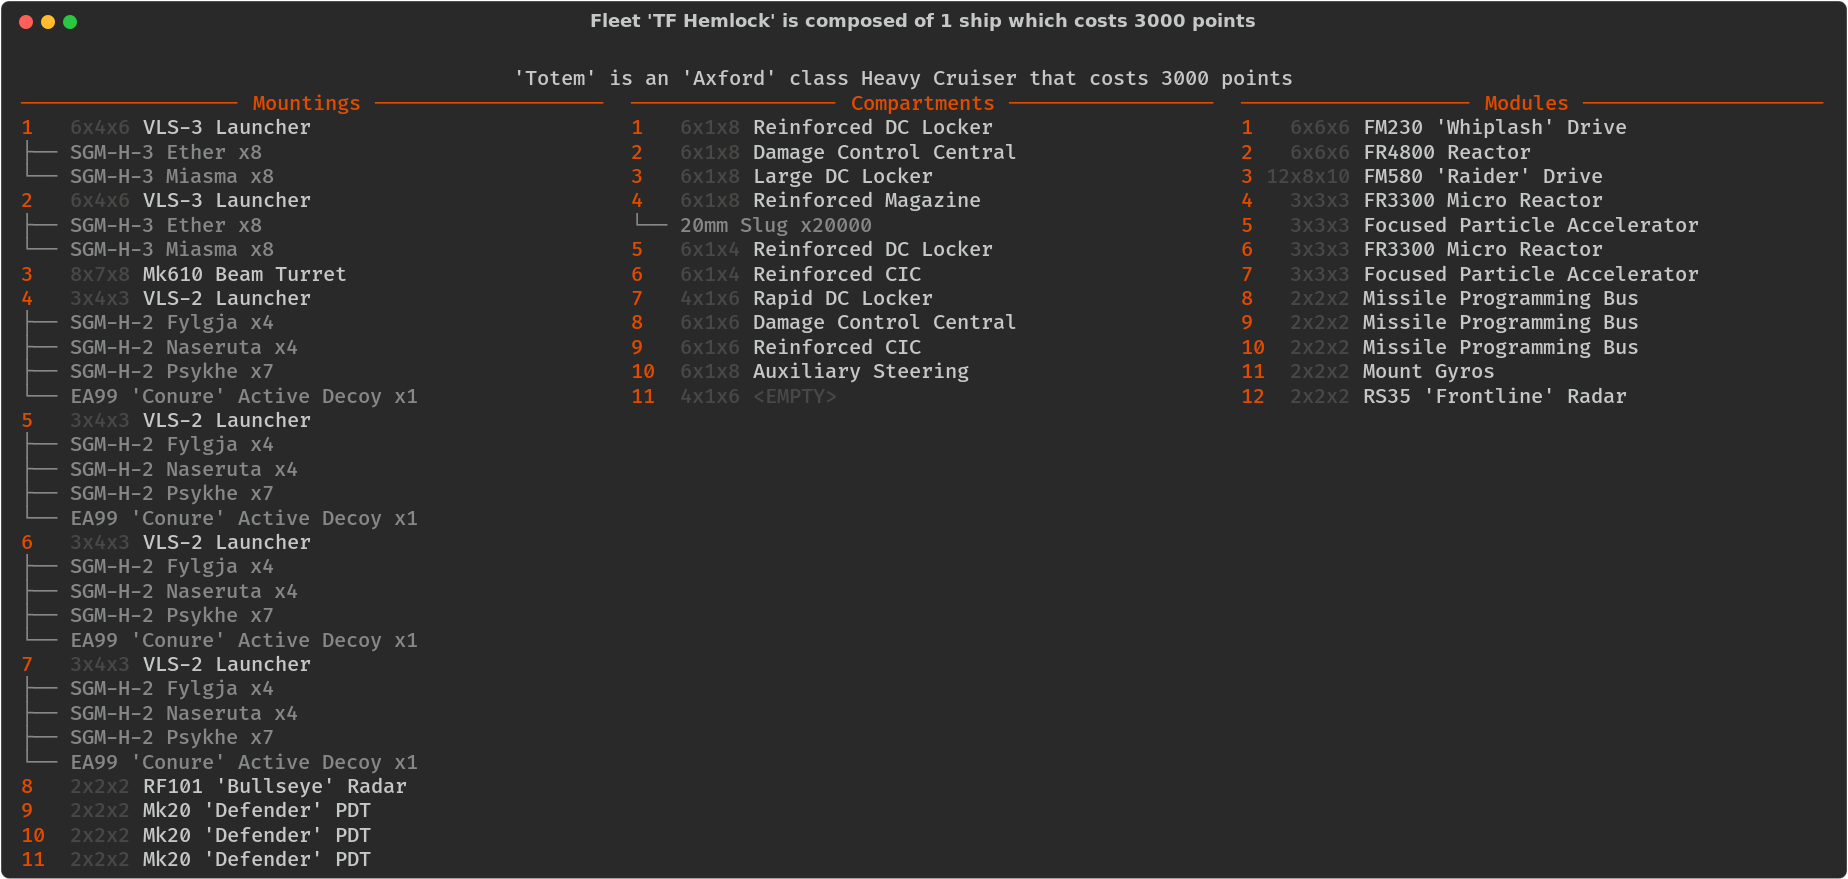 Fleet 'TF Hemlock' is composed of 1 ship which costs 3000 points
'Totem' is an 'Axford' class Heavy Cruiser that costs 3000 points
Mountings
1 6x4x6 VLS-3 Launcher
SGM-H-3 Ether x8
SGM-H-3 Miasma x8
2 6x4x6 VLS-3 Launcher
SGM-H-3 Ether x8
SGM-H-3 Miasma x8
3 8x7x8 Mk610 Beam Turret
4 3x4x3 VLS-2 Launcher
SGM-H-2 Fylgja x4
SGM-H-2 Naseruta x4
SGM-H-2 Psykhe x7
EA99 'Conure' Active Decoy x1
5 3x4x3 VLS-2 Launcher
SGM-H-2 Fylgja x4
SGM-H-2 Naseruta x4
SGM-H-2 Psykhe x7
EA99 'Conure' Active Decoy x1
6 3x4x3 VLS-2 Launcher
SGM-H-2 Fylgja x4
SGM-H-2 Naseruta x4
SGM-H-2 Psykhe x7
EA99 'Conure' Active Decoy x1
7 3x4x3 VLS-2 Launcher
SGM-H-2 Fylgja x4
SGM-H-2 Naseruta x4
SGM-H-2 Psykhe x7
EA99 'Conure' Active Decoy x1
8 2x2x2 RF101 'Bullseye' Radar
9 2x2x2 Mk20 'Defender' PDT
10 2x2x2 Mk20 'Defender' PDT
11 2x2x2 Mk20 'Defender' PDT
Compartments
1 6x1x8 Reinforced DC Locker
2 6x1x8 Damage Control Central
3 6x1x8 Large DC Locker
4 6x1x8 Reinforced Magazine
20mm Slug x20000
5 6x1x4 Reinforced DC Locker
6 6x1x4 Reinforced CIC
7 4x1x6 Rapid DC Locker
8 6x1x6 Damage Control Central
9 6x1x6 Reinforced CIC
10 6x1x8 Auxiliary Steering
11 4x1x6 <EMPTY>
Modules
1 6x6x6 FM230 'Whiplash' Drive
2 6x6x6 FR4800 Reactor
3 12x8x10 FM580 'Raider' Drive
4 3x3x3 FR3300 Micro Reactor
5 3x3x3 Focused Particle Accelerator
6 3x3x3 FR3300 Micro Reactor
7 3x3x3 Focused Particle Accelerator
8 2x2x2 Missile Programming Bus
9 2x2x2 Missile Programming Bus
10 2x2x2 Missile Programming Bus
11 2x2x2 Mount Gyros
12 2x2x2 RS35 'Frontline' Radar